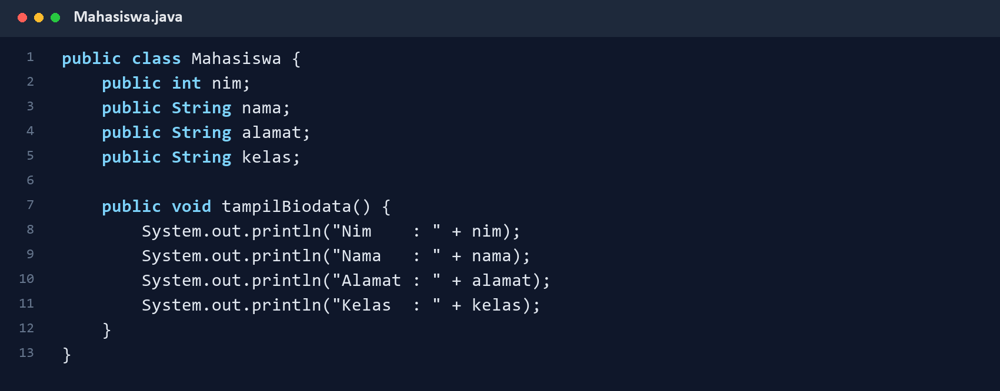 Mahasiswa.java
1 public class Mahasiswa {
2     public int nim;
3     public String nama;
4     public String alamat;
5     public String kelas;
6
7     public void tampilBiodata() {
8         System.out.println("Nim    : " + nim);
9         System.out.println("Nama   : " + nama);
10         System.out.println("Alamat : " + alamat);
11         System.out.println("Kelas  : " + kelas);
12     }
13 }